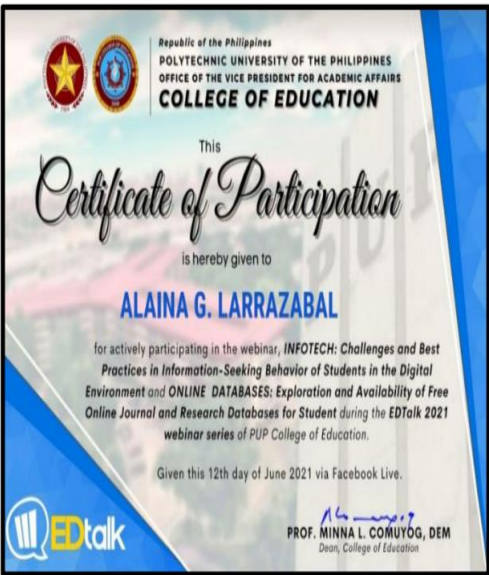 Republic of the Philippines
POLYTECHNIC UNIVERSITY OF THE PHILIPPINES
OFFICE OF THE VICE PRESIDENT FOR ACADEMIC AFFAIRS
COLLEGE OF EDUCATION
This
Certificate of Participation
is hereby given to
ALAINA G. LARRAZABAL
for actively participating in the webinar, INFOTECH: Challenges and Best
Practices in Information-Seeking Behavior of Students in the Digital
Environment and ONLINE DATABASES: Exploration and Availability of Free
Online Journal and Research Databases for Student during the EDTalk 2021
webinar series of PUP College of Education.
Given this 12th day of June 2021 via Facebook Live.
EDtalk
PROF. MINNA L. COMUYOG, DEM
Dean, College of Education
PUP